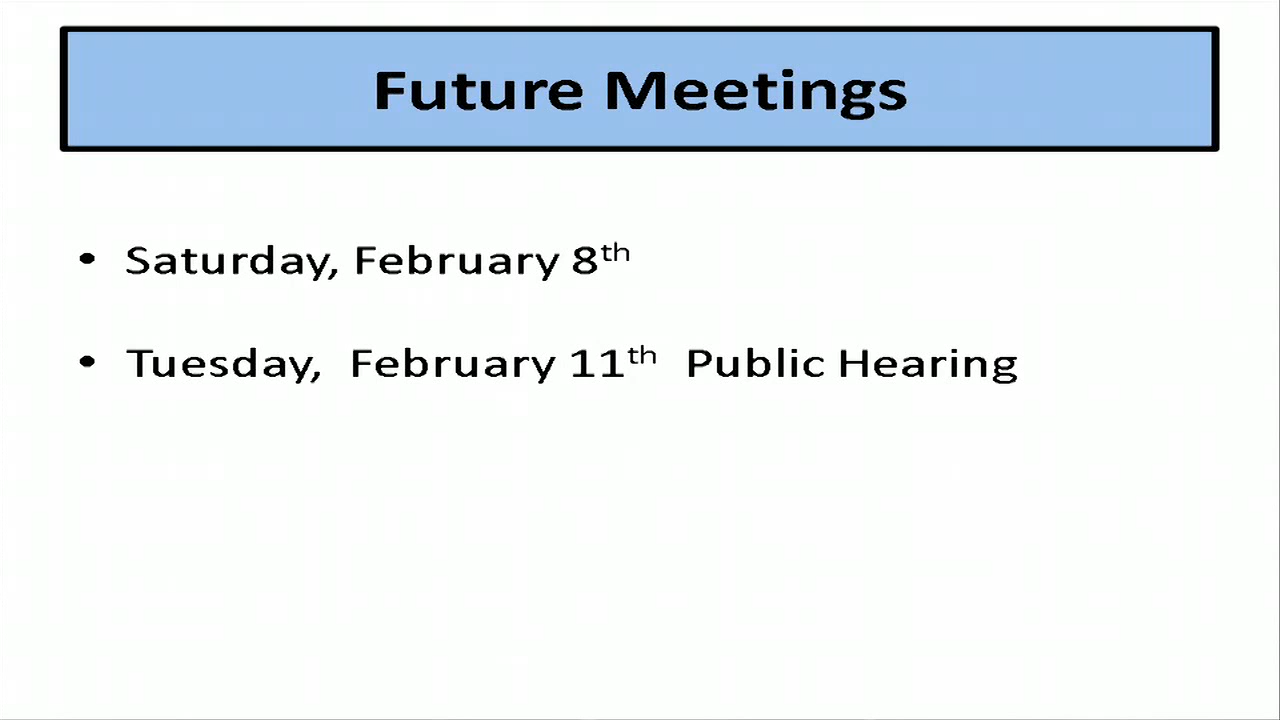 Future Meetings
• Saturday, February 8th
• Tuesday, February 11th Public Hearing